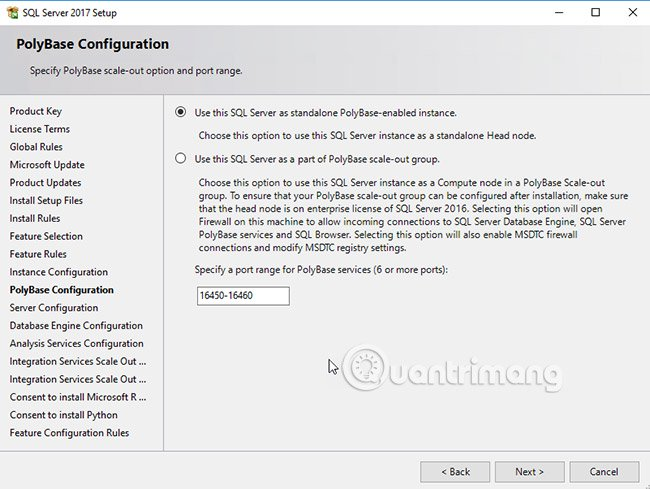 SQL Server 2017 Setup
PolyBase Configuration
Specify PolyBase scale-out option and port range.
Product Key
License Terms
Global Rules
Microsoft Update
Product Updates
Install Setup Files
Install Rules
Feature Selection
Feature Rules
Instance Configuration
PolyBase Configuration
Server Configuration
Database Engine Configuration
Analysis Services Configuration
Integration Services Scale Out ...
Integration Services Scale Out ...
Consent to install Microsoft R ...
Consent to install Python
Feature Configuration Rules
Use this SQL Server as standalone PolyBase-enabled instance.
Choose this option to use this SQL Server instance as a standalone Head node.
Use this SQL Server as a part of PolyBase scale-out group.
Choose this option to use this SQL Server instance as a Compute node in a PolyBase Scale-out
group. To ensure that your PolyBase scale-out group can be configured after installation, make sure
that the head node is on enterprise license of SQL Server 2016. Selecting this option will open
Firewall on this machine to allow incoming connections to SQL Server Database Engine, SQL Server
PolyBase services and SQL Browser. Selecting this option will also enable MSDTC firewall
connections and modify MSDTC registry settings.
Specify a port range for PolyBase services (6 or more ports):
16450-16460
Quantrimang
< Back
Next >
Cancel